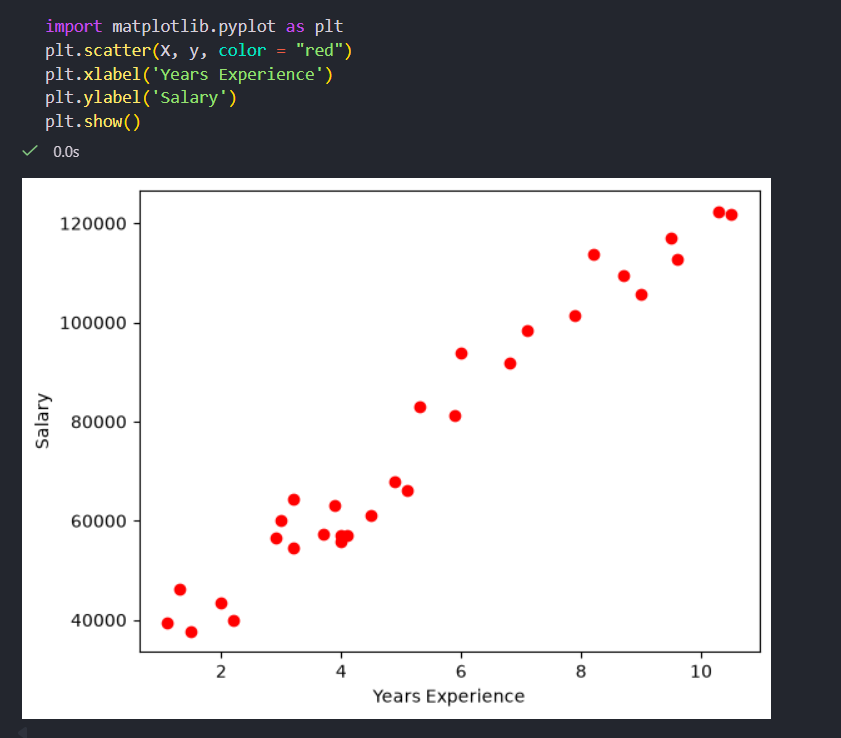 import matplotlib.pyplot as plt
plt.scatter(X, y, color = "red")
plt.xlabel('Years Experience')
plt.ylabel('Salary')
plt.show()
0.0s
120000
100000
80000
60000
40000
Salary
2 4 6 8 10
Years Experience